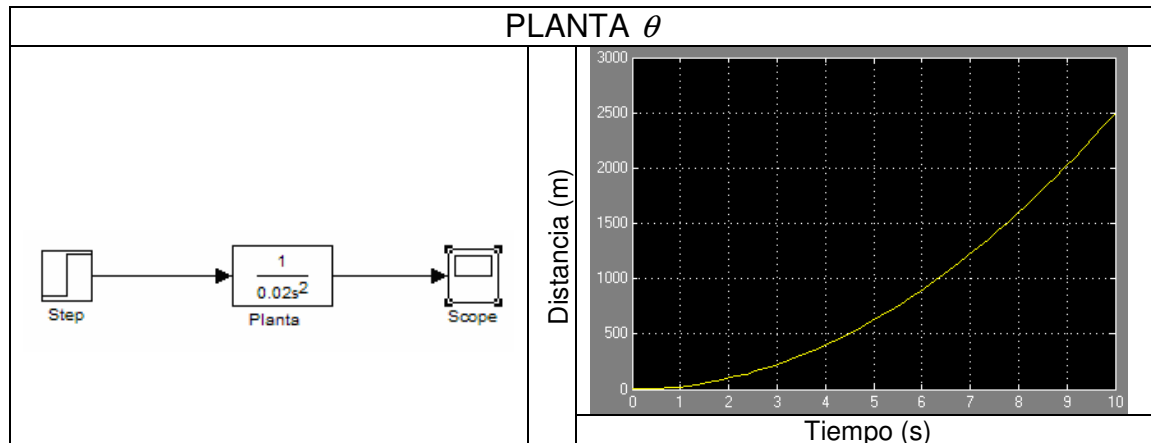 PLANTA θ
1
0.02s²
Step
Planta
Scope
Distancia (m)
3000
2500
2000
1500
1000
500
0
0 1 2 3 4 5 6 7 8 9 10
Tiempo (s)